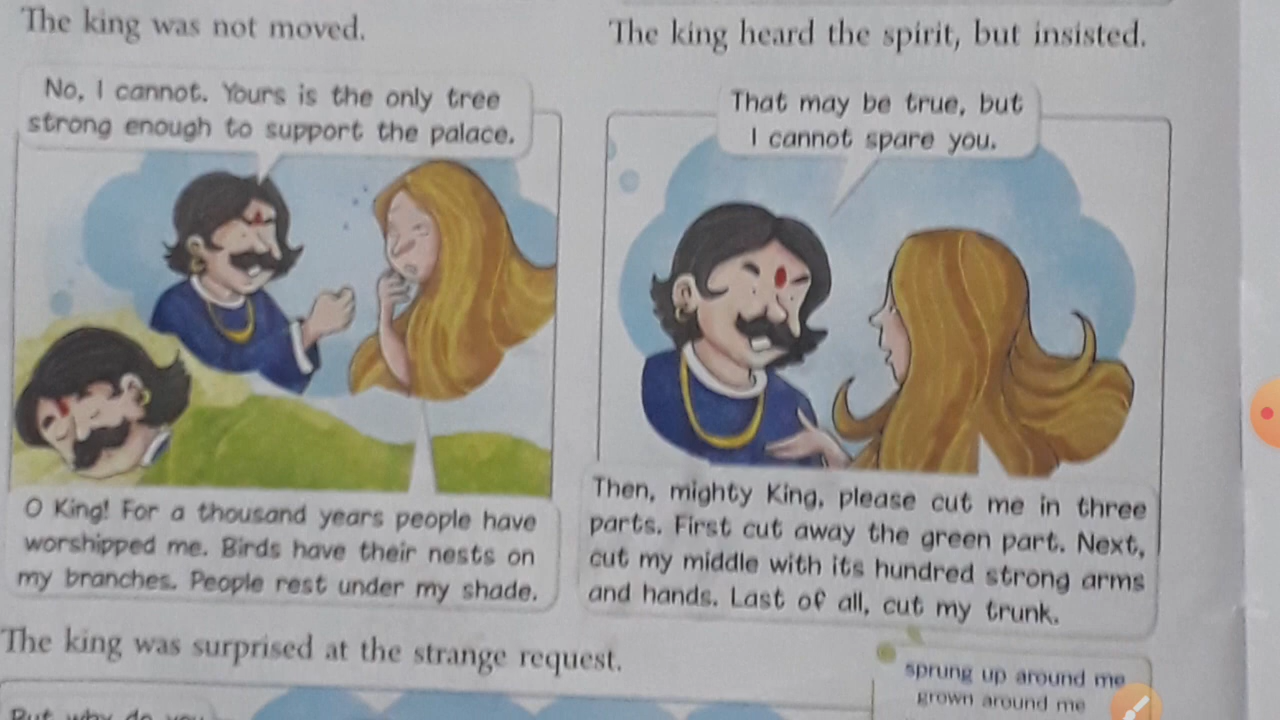 The king was not moved.
No, I cannot. Yours is the only tree
strong enough to support the palace.
O King! For a thousand years people have
worshipped me. Birds have their nests on
my branches. People rest under my shade.
The king heard the spirit, but insisted.
That may be true, but
I cannot spare you.
Then, mighty King, please cut me in three
parts. First cut away the green part. Next,
cut my middle with its hundred strong arms
and hands. Last of all, cut my trunk.
The king was surprised at the strange request.
sprung up around me
grown around me
But why do you